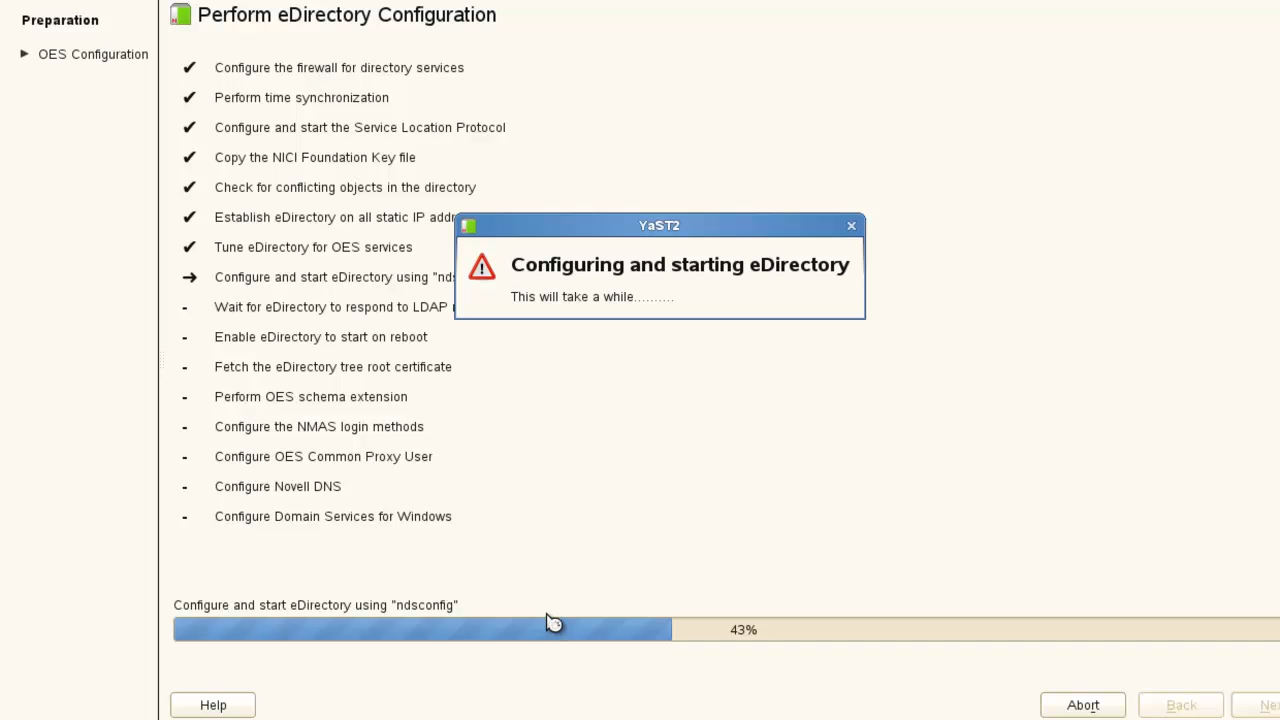 Preparation
OES Configuration
Perform eDirectory Configuration
Configure the firewall for directory services
Perform time synchronization
Configure and start the Service Location Protocol
Copy the NICI Foundation Key file
Check for conflicting objects in the directory
Establish eDirectory on all static IP
Tune eDirectory for OES services
Configure and start eDirectory using
Wait for eDirectory to respond to LDAP
Enable eDirectory to start on reboot
Fetch the eDirectory tree root certificate
Perform OES schema extension
Configure the NMAS login methods
Configure OES Common Proxy User
Configure Novell DNS
Configure Domain Services for Windows
YaST2
Configuring and starting eDirectory
This will take a while..........
Configure and start eDirectory using "ndsconfig"
43%
Help
Abort
Back